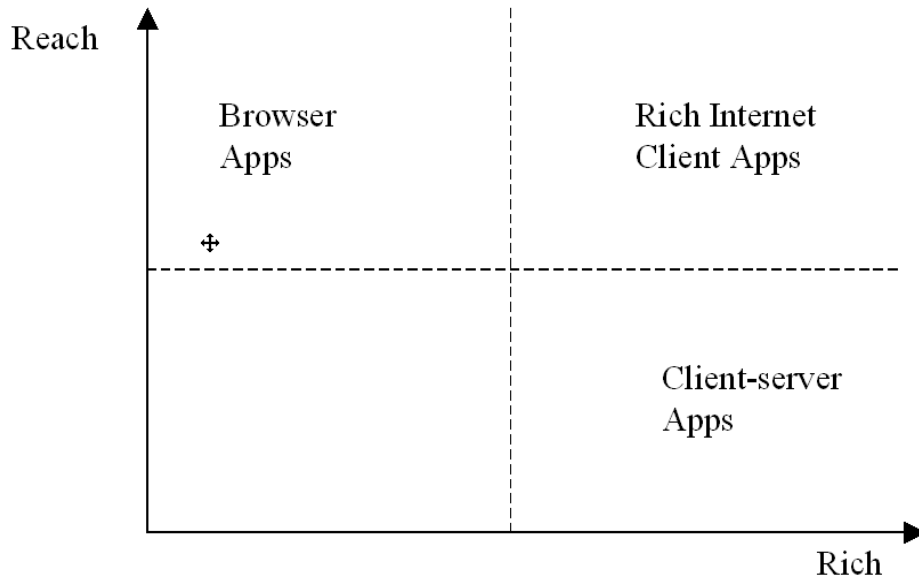 Reach
Browser
Apps
Rich Internet
Client Apps
Client-server
Apps
Rich